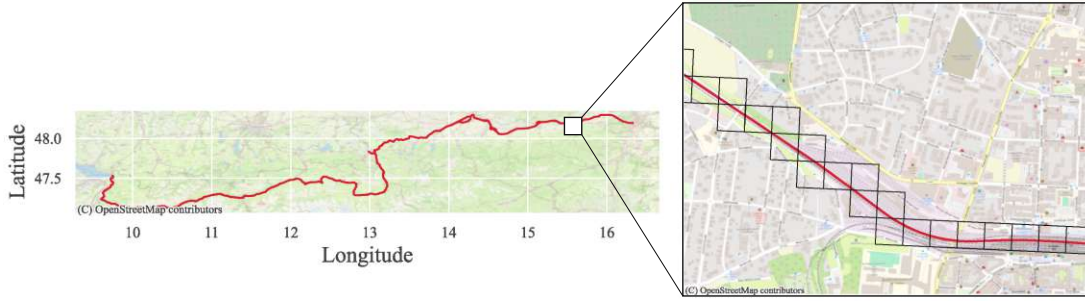 Latitude
48.0
47.5
(C) OpenStreetMap contributors
10 11 12 13 14 15 16
Longitude
(C) OpenStreetMap contributors